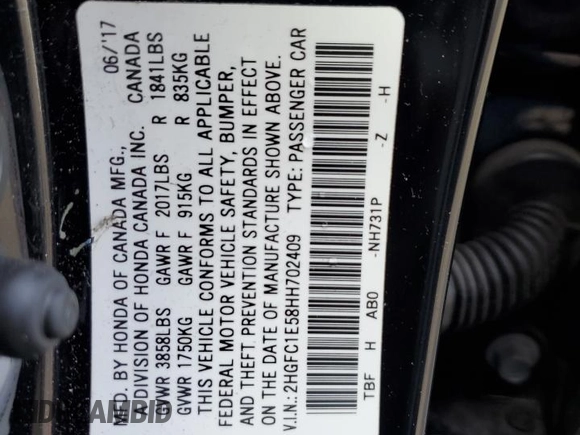 MFD. BY HONDA OF CANADA MFG., 06/'17
A DIVISION OF HONDA CANADA INC. CANADA
GVWR 3858LBS GAWR F 2017LBS R 1841LBS
GVWR 1750KG GAWR F 915KG R 835KG
THIS VEHICLE CONFORMS TO ALL APPLICABLE
FEDERAL MOTOR VEHICLE SAFETY, BUMPER,
AND THEFT PREVENTION STANDARDS IN EFFECT
ON THE DATE OF MANUFACTURE SHOWN ABOVE.
V.I.N.: 2HGFC1E58HH702409 TYPE: PASSENGER CAR
TBF H AB0 -NH731P -Z -H